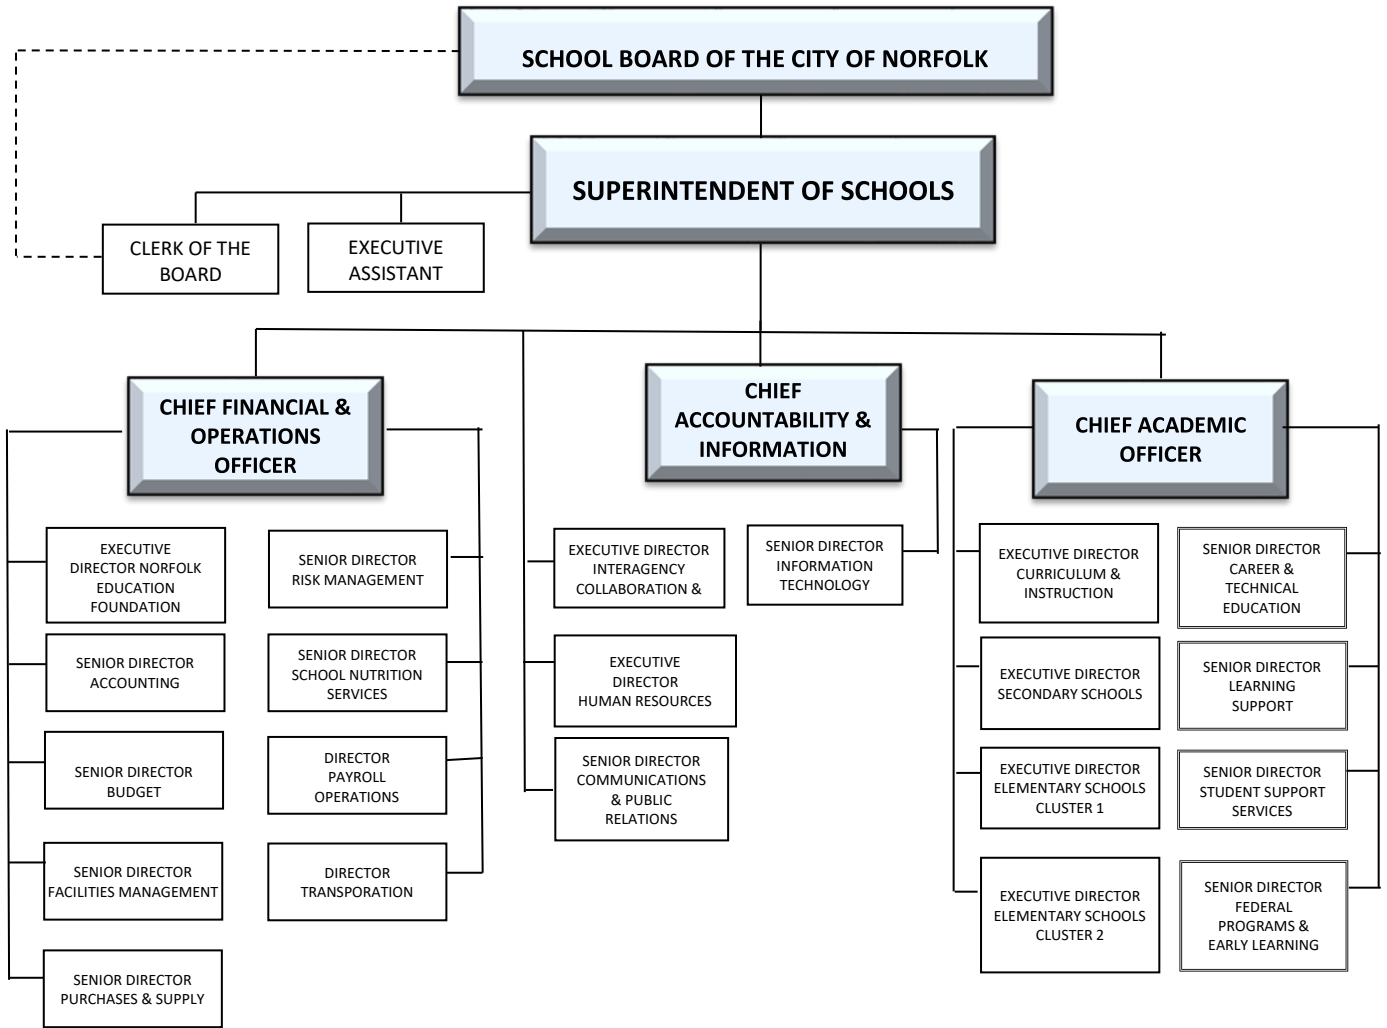 SCHOOL BOARD OF THE CITY OF NORFOLK
SUPERINTENDENT OF SCHOOLS
CLERK OF THE
BOARD
EXECUTIVE
ASSISTANT
CHIEF FINANCIAL &
OPERATIONS
OFFICER
CHIEF
ACCOUNTABILITY &
INFORMATION
CHIEF ACADEMIC
OFFICER
EXECUTIVE
DIRECTOR NORFOLK
EDUCATION
FOUNDATION
SENIOR DIRECTOR
ACCOUNTING
SENIOR DIRECTOR
BUDGET
SENIOR DIRECTOR
FACILITIES MANAGEMENT
SENIOR DIRECTOR
PURCHASES & SUPPLY
SENIOR DIRECTOR
RISK MANAGEMENT
SENIOR DIRECTOR
SCHOOL NUTRITION
SERVICES
DIRECTOR
PAYROLL
OPERATIONS
DIRECTOR
TRANSPORATION
EXECUTIVE DIRECTOR
INTERAGENCY
COLLABORATION &
EXECUTIVE
DIRECTOR
HUMAN RESOURCES
SENIOR DIRECTOR
COMMUNICATIONS
& PUBLIC
RELATIONS
SENIOR DIRECTOR
INFORMATION
TECHNOLOGY
EXECUTIVE DIRECTOR
CURRICULUM &
INSTRUCTION
EXECUTIVE DIRECTOR
SECONDARY SCHOOLS
EXECUTIVE DIRECTOR
ELEMENTARY SCHOOLS
CLUSTER 1
EXECUTIVE DIRECTOR
ELEMENTARY SCHOOLS
CLUSTER 2
SENIOR DIRECTOR
CAREER &
TECHNICAL
EDUCATION
SENIOR DIRECTOR
LEARNING
SUPPORT
SENIOR DIRECTOR
STUDENT SUPPORT
SERVICES
SENIOR DIRECTOR
FEDERAL
PROGRAMS &
EARLY LEARNING